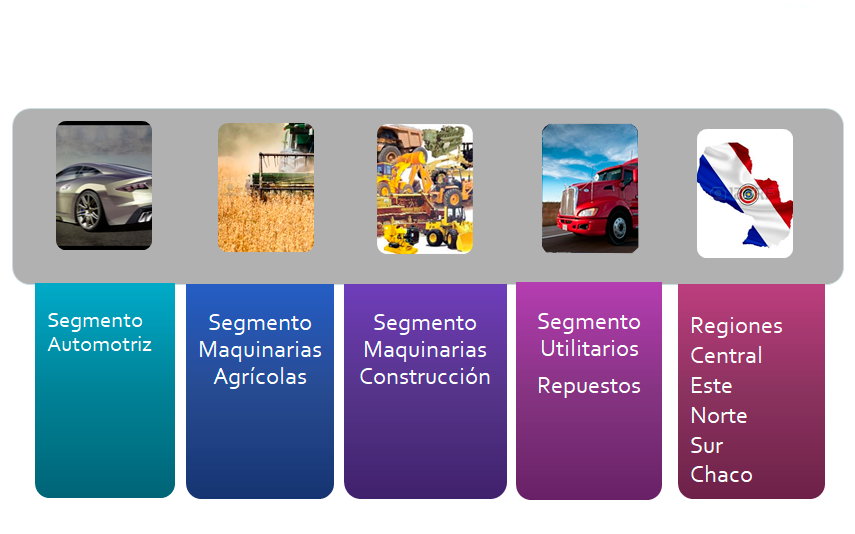 Segmento
Automotriz
Segmento
Maquinarias
Agrícolas
Segmento
Maquinarias
Construcción
Segmento
Utilitarios
Repuestos
Regiones
Central
Este
Norte
Sur
Chaco